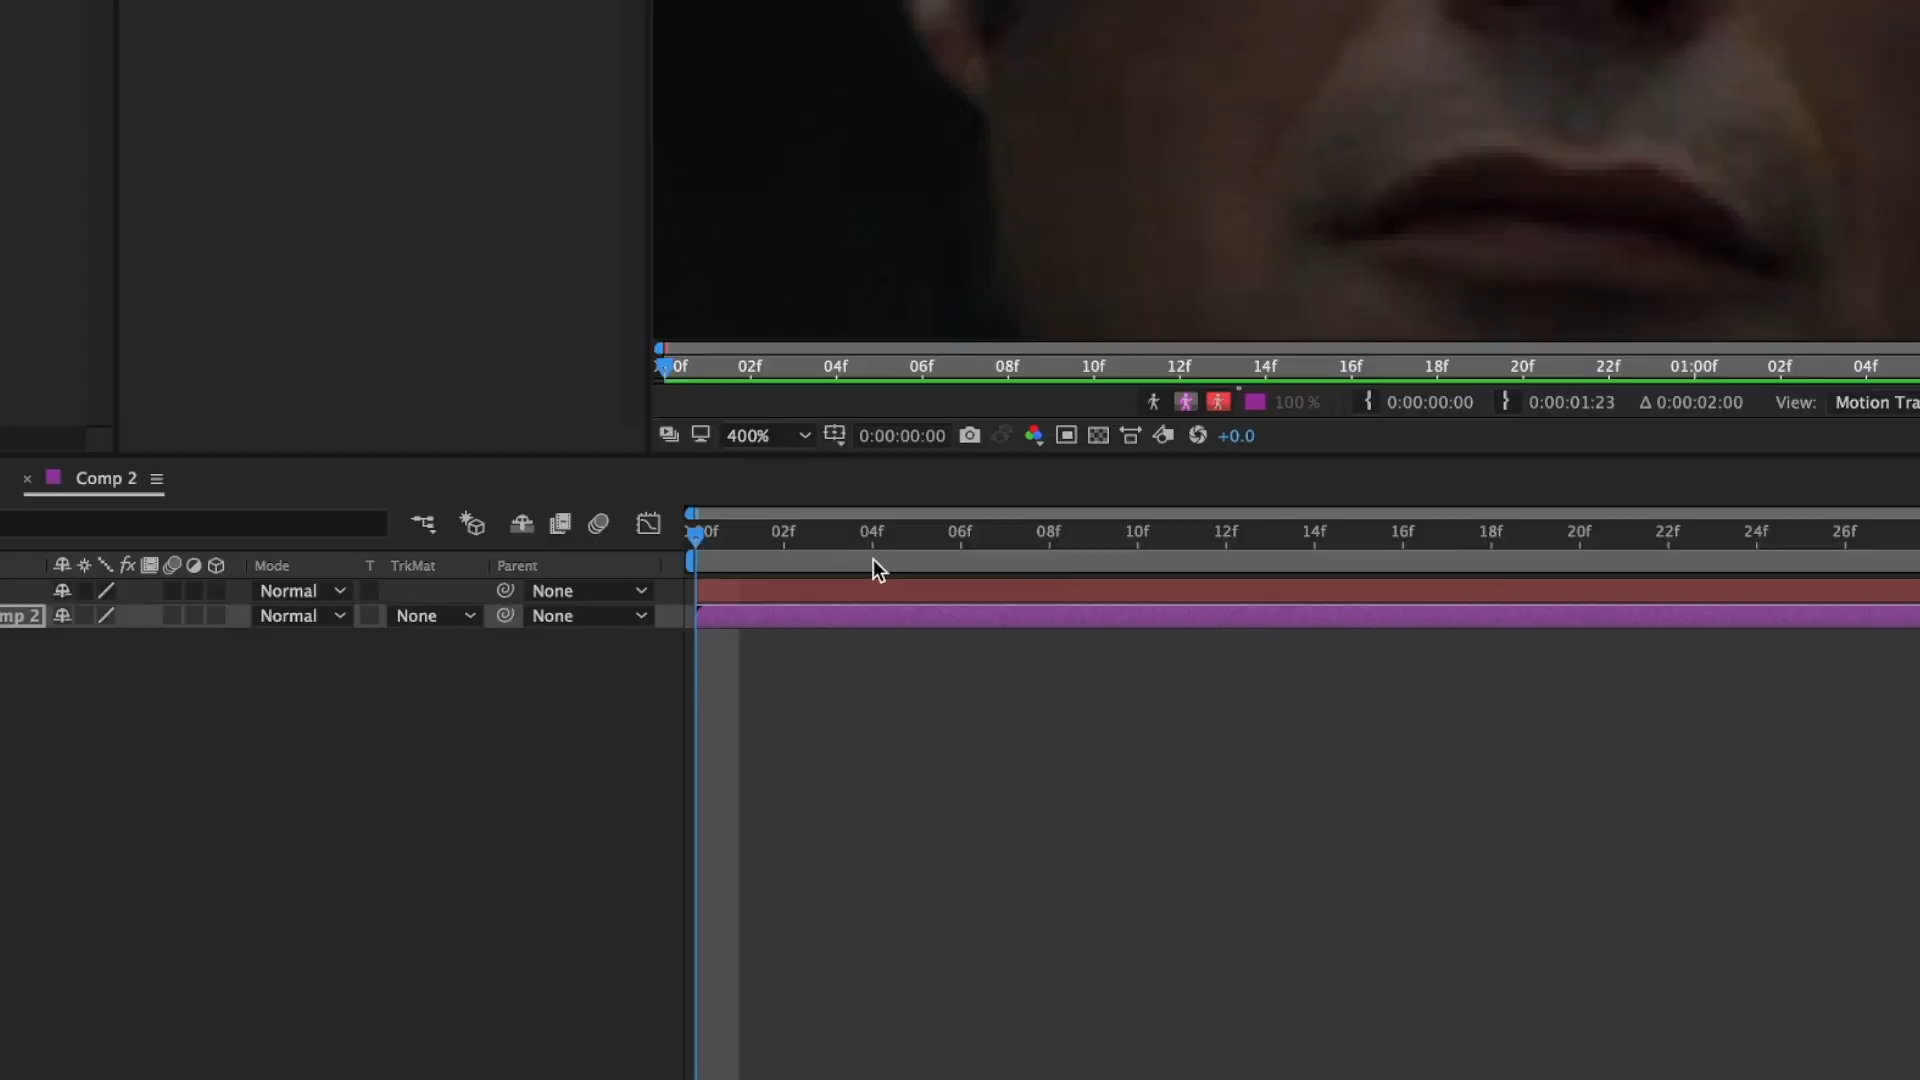 0f 02f 04f 06f 08f 10f 12f 14f 16f 18f 20f 22f 01:00f 02f 04f
100 % 0:00:00:00 0:00:01:23 Δ 0:00:02:00 View: Motion Tra
400% 0:00:00:00 +0.0
× Comp 2
00f 02f 04f 06f 08f 10f 12f 14f 16f 18f 20f 22f 24f 26f
fx Mode T TrkMat Parent
Normal None
mp 2 Normal None None